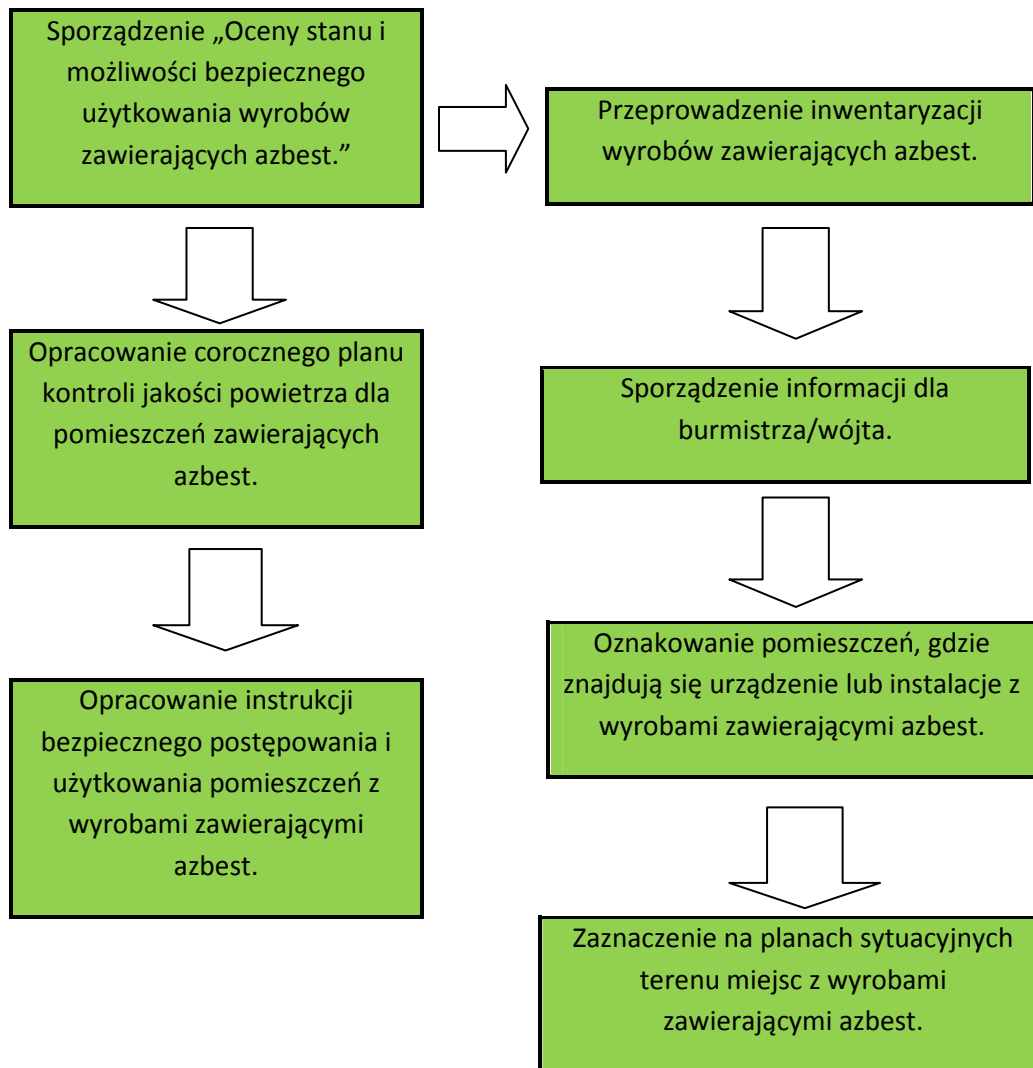 Sporządzenie „Oceny stanu i
możliwości bezpiecznego
użytkowania wyrobów
zawierających azbest.”
Przeprowadzenie inwentaryzacji
wyrobów zawierających azbest.
Opracowanie corocznego planu
kontroli jakości powietrza dla
pomieszczeń zawierających
azbest.
Sporządzenie informacji dla
burmistrza/wójta.
Opracowanie instrukcji
bezpiecznego postępowania i
użytkowania pomieszczeń z
wyrobami zawierającymi
azbest.
Oznakowanie pomieszczeń, gdzie
znajdują się urządzenie lub instalacje z
wyrobami zawierającymi azbest.
Zaznaczenie na planach sytuacyjnych
terenu miejsc z wyrobami
zawierającymi azbest.